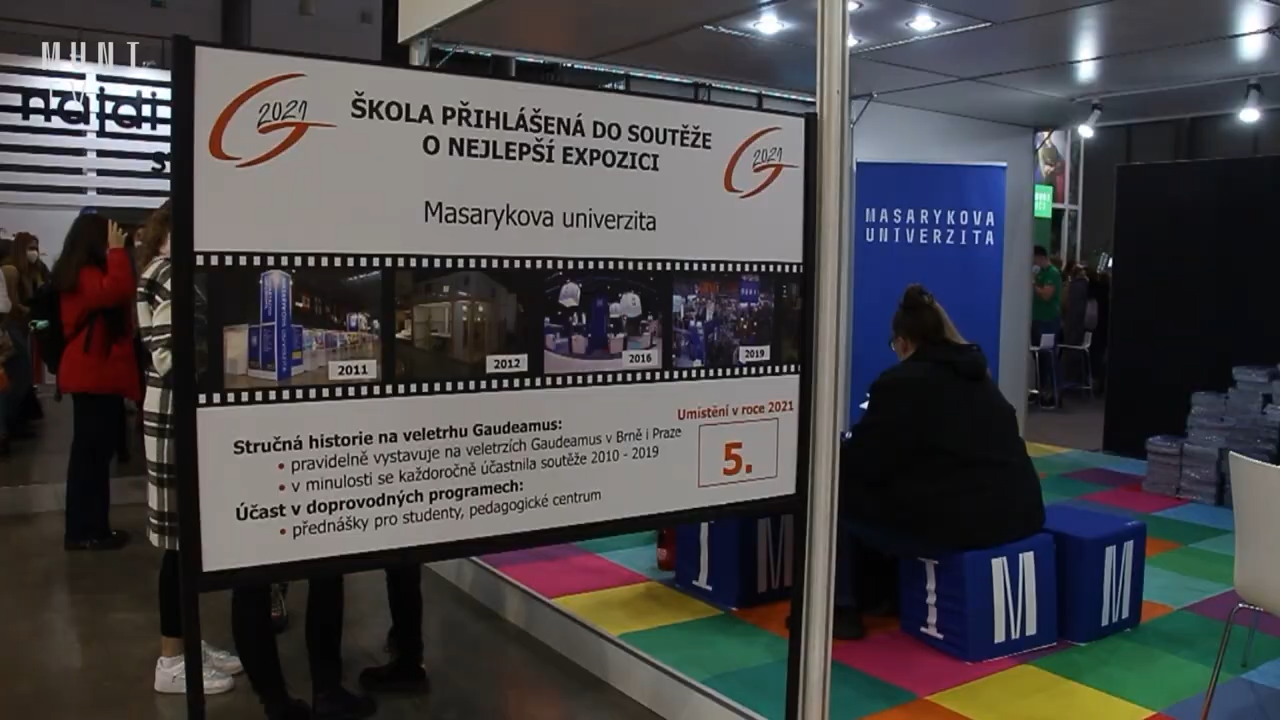 MUNI
TV
najdi
2021
ŠKOLA PŘIHLÁŠENÁ DO SOUTĚŽE
O NEJLEPŠÍ EXPOZICI
2021
Masarykova univerzita
2011
2012
2016
2019
Stručná historie na veletrhu Gaudeamus:
• pravidelně vystavuje na veletrzích Gaudeamus v Brně i Praze
• v minulosti se každoročně účastnila soutěže 2010 - 2019
Účast v doprovodných programech:
• přednášky pro studenty, pedagogické centrum
Umístění v roce 2021
5.
MASARYKOVA
UNIVERZITA
I M
I M
M